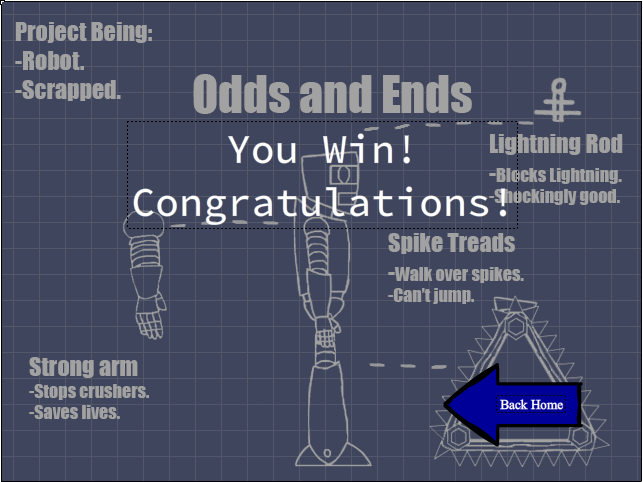 Project Being:
-Robot.
-Scrapped.
Odds and Ends
You Win!
Congratulations!
Lightning Rod
-Blocks Lightning.
-Shockingly good.
Spike Treads
-Walk over spikes.
-Can't jump.
Strong arm
-Stops crushers.
-Saves lives.
Back Home